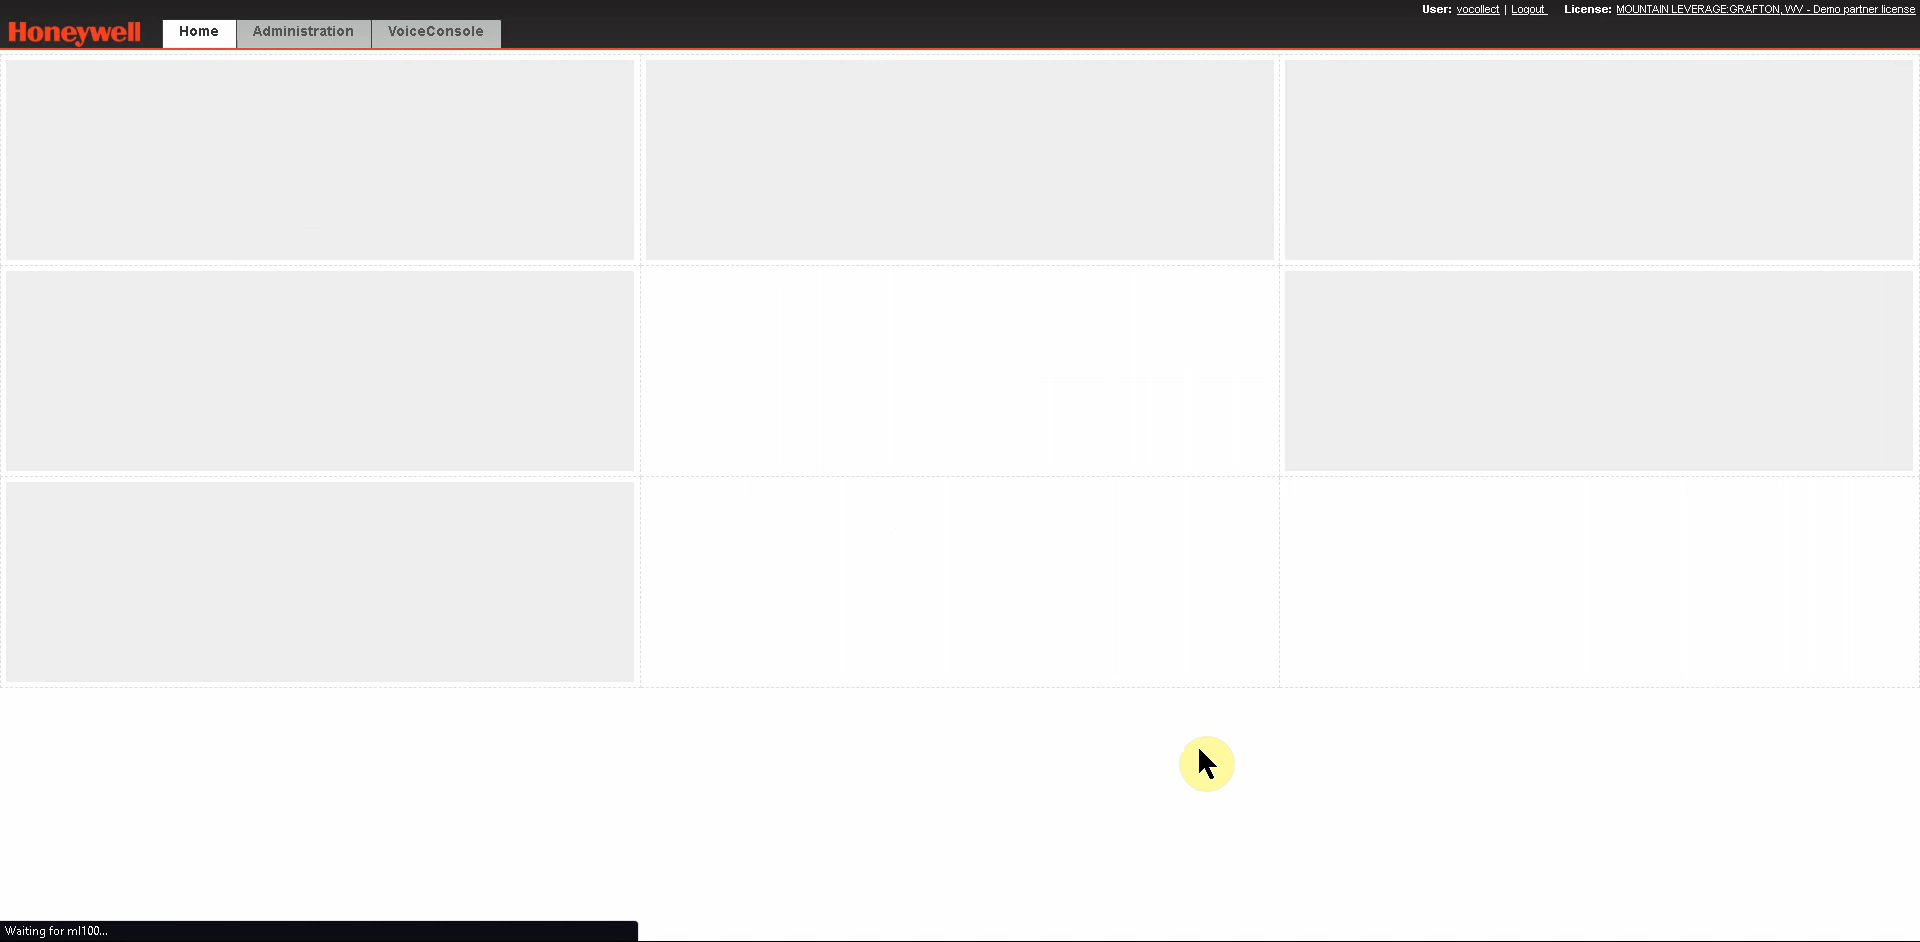 User: vocollect | Logout License: MOUNTAIN LEVERAGE:GRAFTON, WV - Demo partner license
Honeywell Home Administration VoiceConsole
Waiting for ml100...